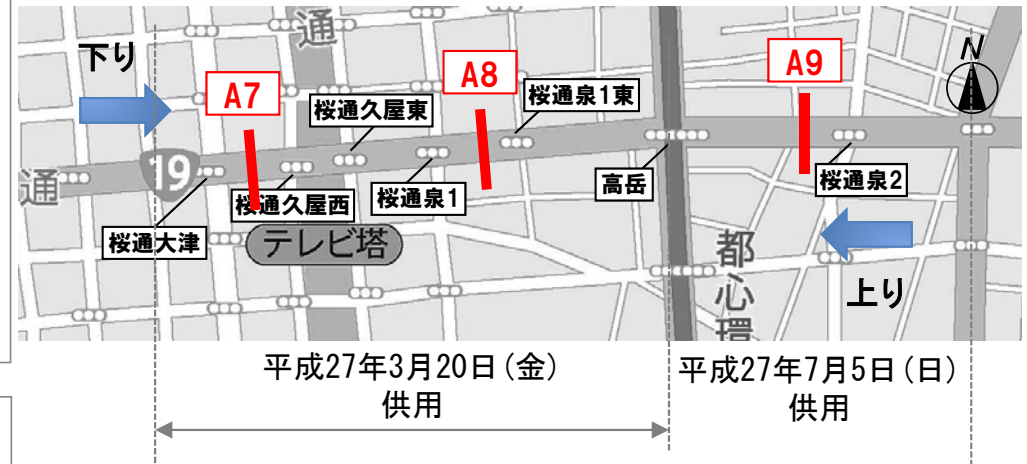 通
下り
A7
A8
A9
N
桜通久屋東
桜通泉1東
19
通
桜通久屋西
桜通泉1
高岳
桜通泉2
桜通大津
テレビ塔
都心環
上り
平成27年3月20日(金)
供用
平成27年7月5日(日)
供用